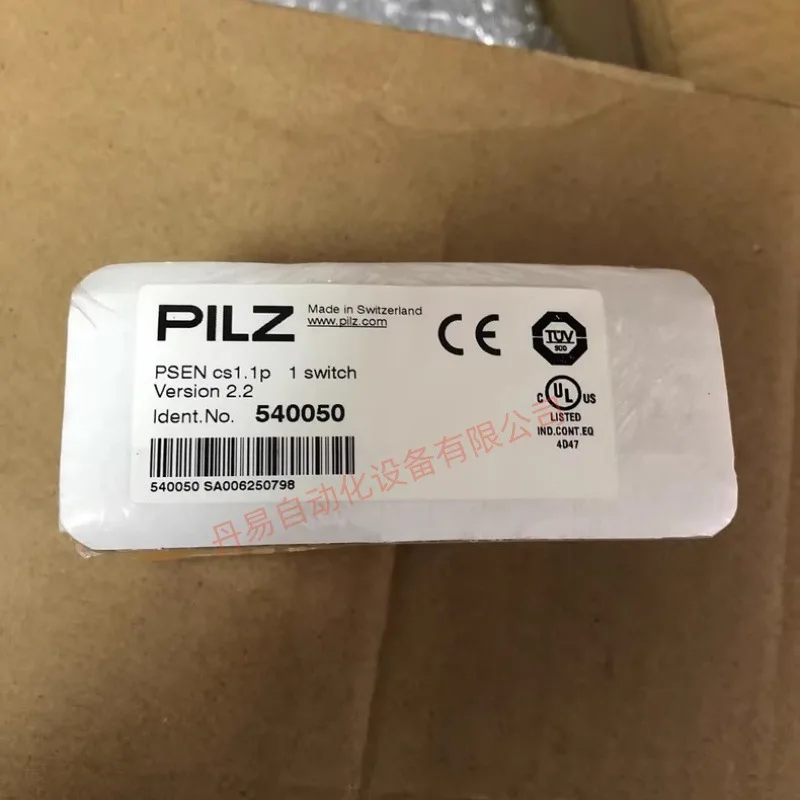 PILZ
Made in Switzerland
www.pilz.com
CE
TÜV
SÜD
PSEN cs1.1p 1 switch
Version 2.2
Ident.No. 540050
C UL US
LISTED
IND.CONT.EQ
4D47
540050 SA006250798
丹易自动化设备有限公司